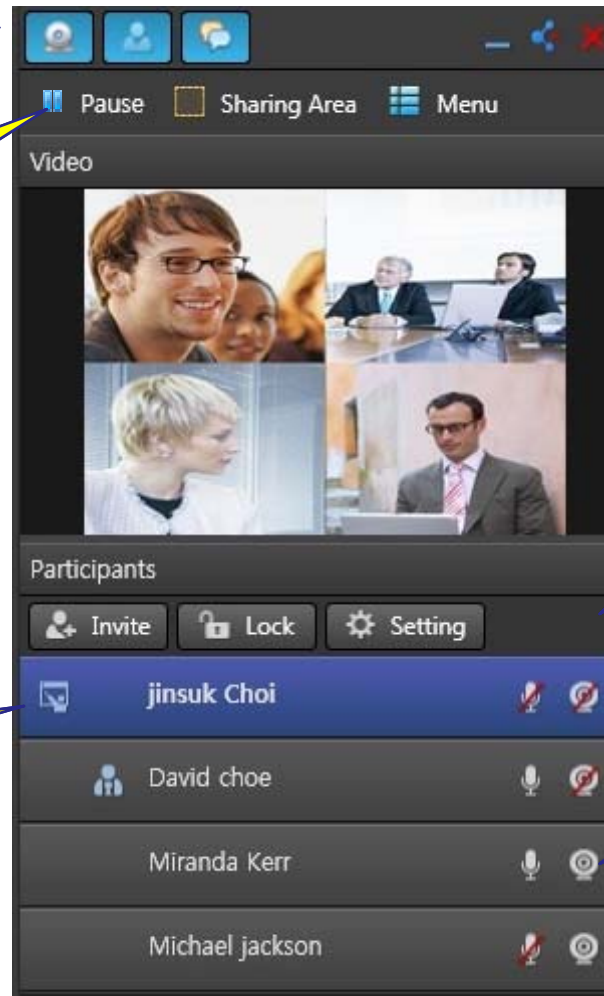 Pause Sharing Area Menu
Video
Participants
Invite Lock Setting
jinsuk Choi
David choe
Miranda Kerr
Michael jackson